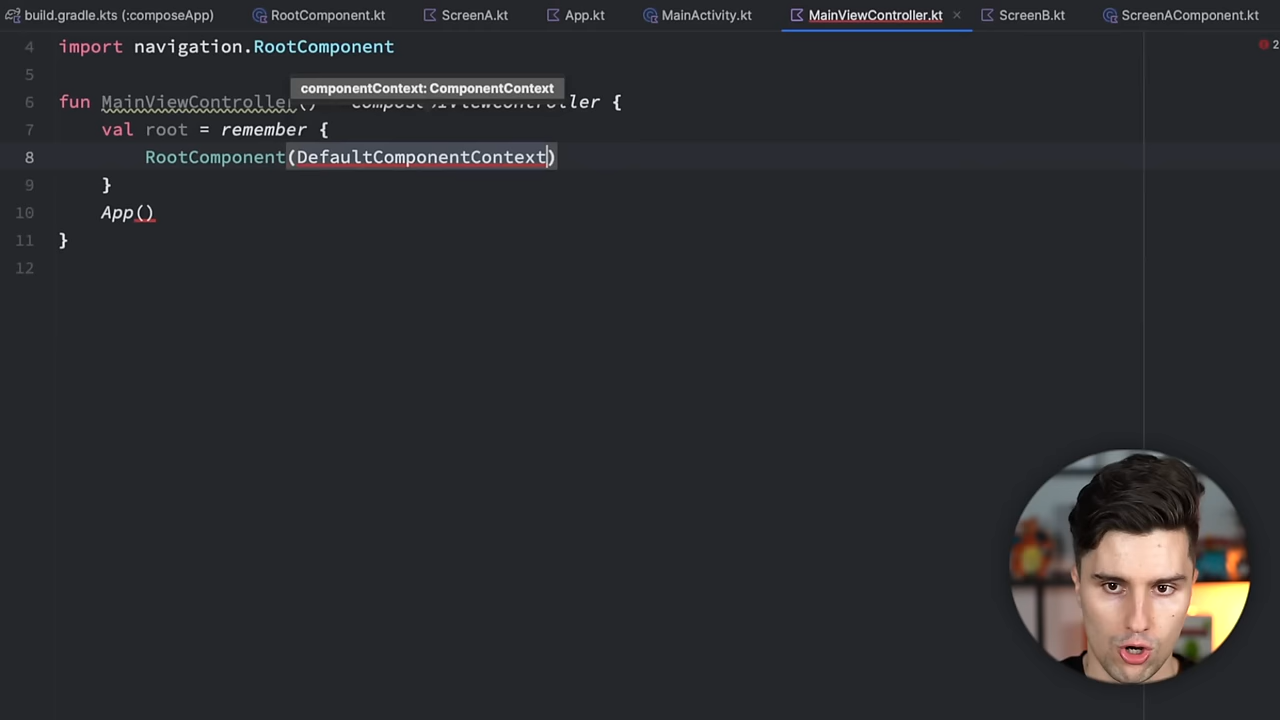 build.gradle.kts (:composeApp) RootComponent.kt ScreenA.kt App.kt MainActivity.kt MainViewController.kt ScreenB.kt ScreenAComponent.kt
4 import navigation.RootComponent 2
5
componentContext: ComponentContext
6 fun MainViewController() {
7 val root = remember {
8 RootComponent(DefaultComponentContext)
9 }
10 App()
11 }
12